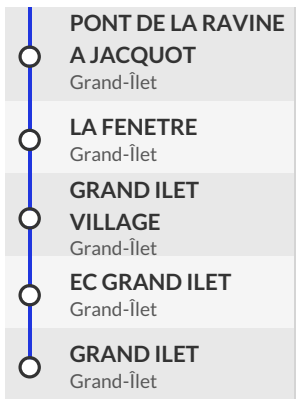 PONT DE LA RAVINE
A JACQUOT
Grand-Îlet
LA FENETRE
Grand-Îlet
GRAND ILET
VILLAGE
Grand-Îlet
EC GRAND ILET
Grand-Îlet
GRAND ILET
Grand-Îlet